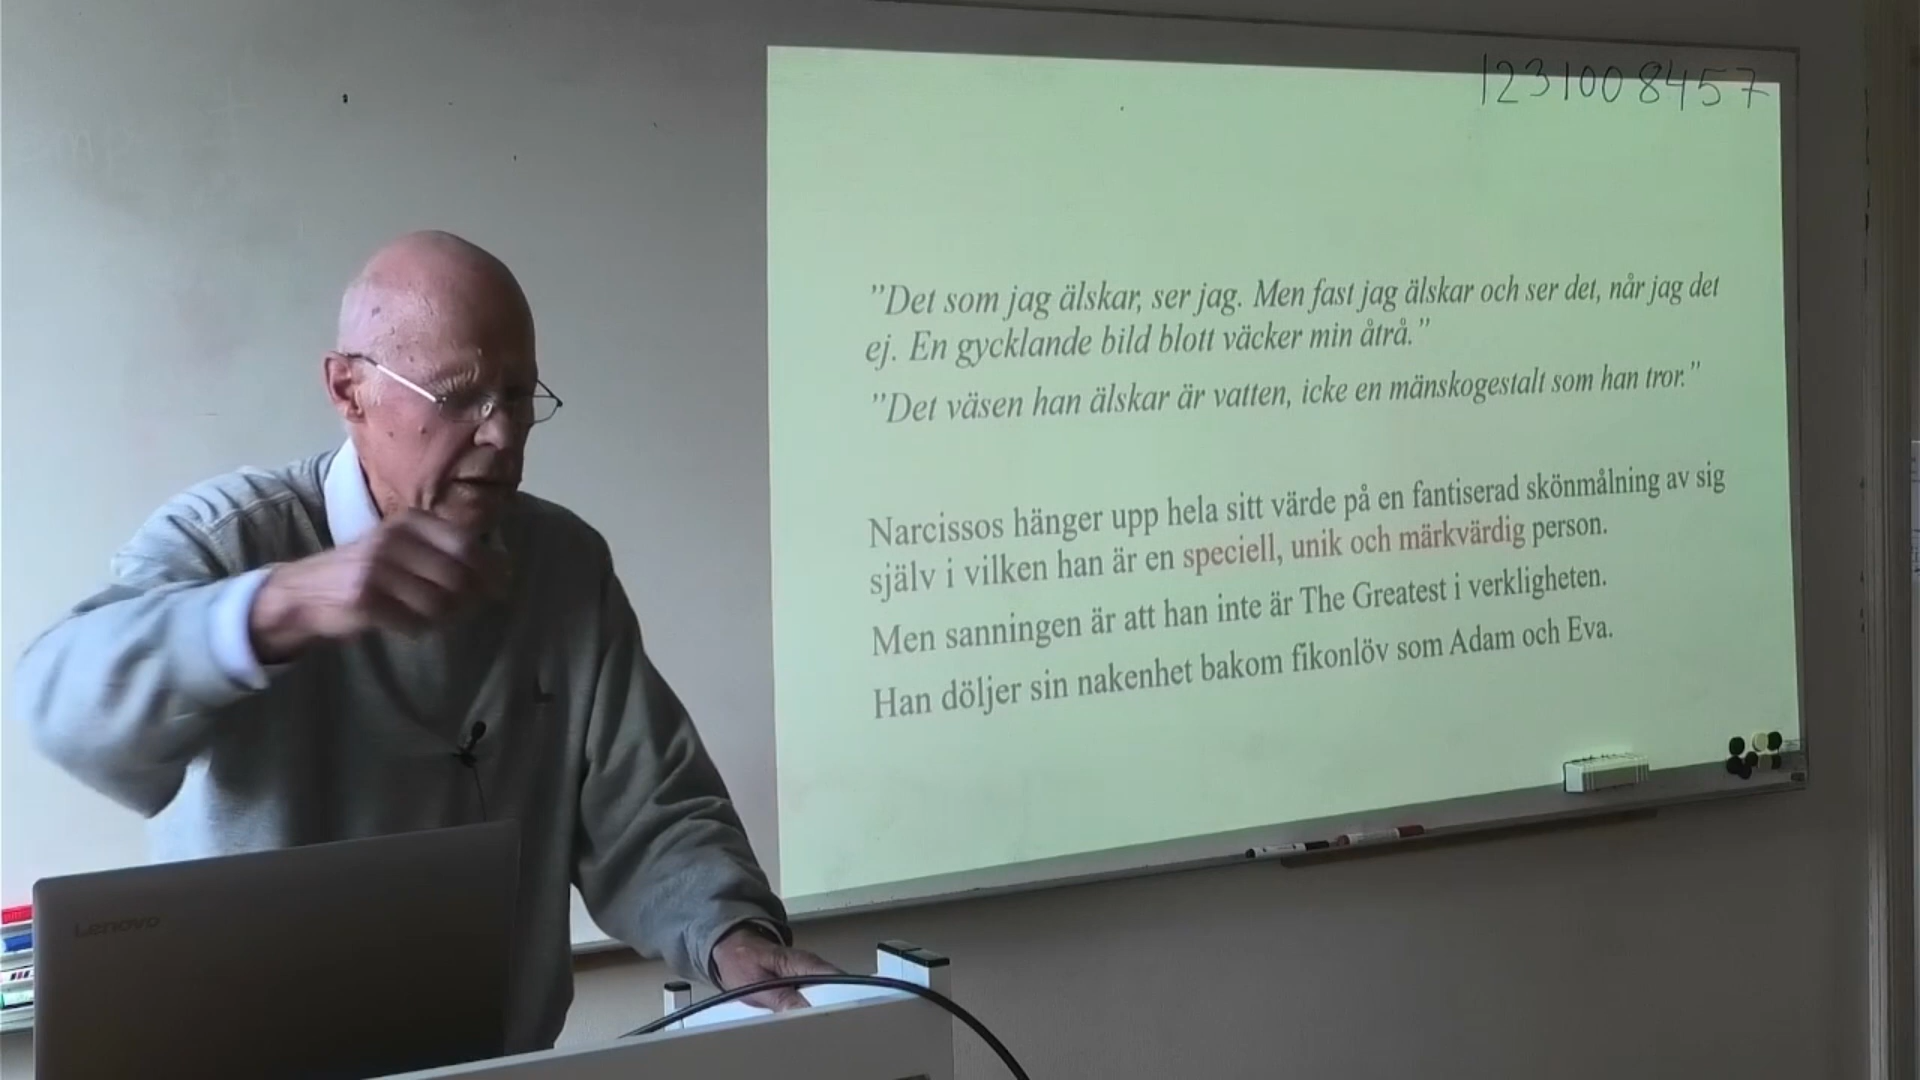 1231008457
”Det som jag älskar, ser jag. Men fast jag älskar och ser det, når jag det
ej. En gycklande bild blott väcker min åtrå.”
”Det väsen han älskar är vatten, icke en mänskogestalt som han tror.”
Narcissos hänger upp hela sitt värde på en fantiserad skönmålning av sig
själv i vilken han är en speciell, unik och märkvärdig person.
Men sanningen är att han inte är The Greatest i verkligheten.
Han döljer sin nakenhet bakom fikonlöv som Adam och Eva.
Lenovo